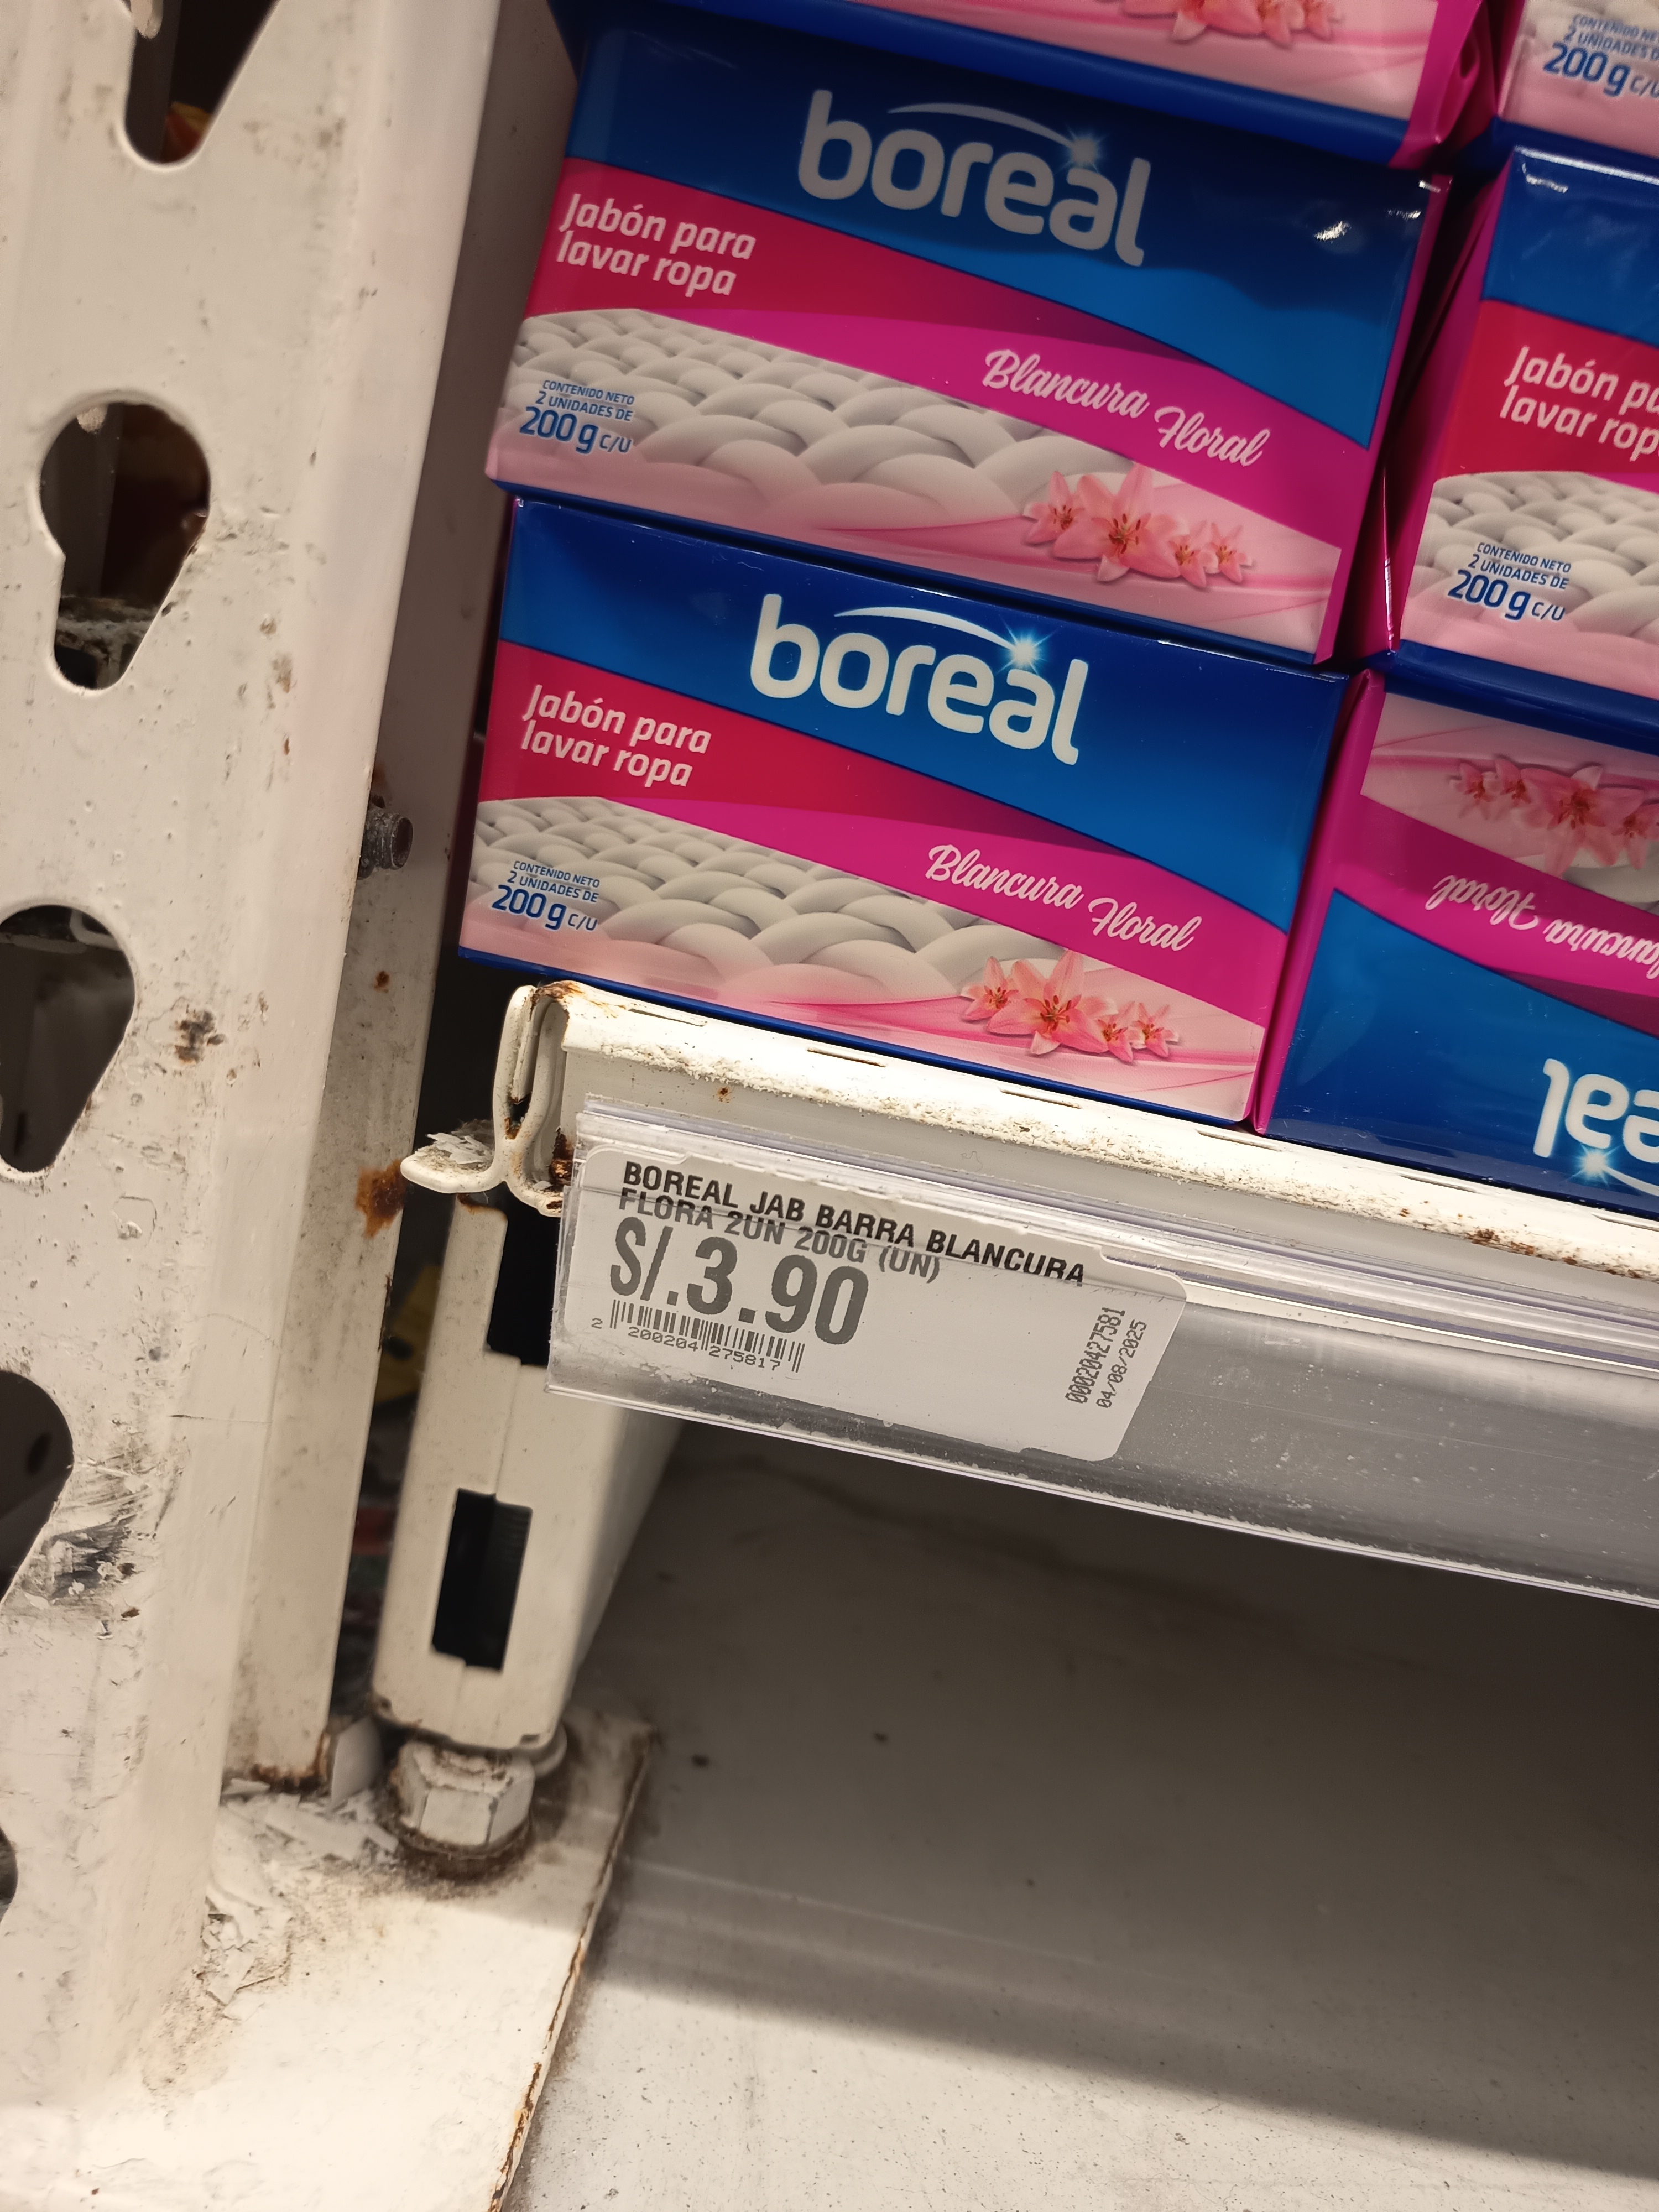 CONTENIDO NETO
2 UNIDADES DE
200g C/U
boreal
Jabón para
lavar ropa
Blancura Floral
CONTENIDO NETO
2 UNIDADES DE
200g C/U
Jabón
lavar
CONTENIDO NETO
2 UNIDADES DE
200g C/U
boreal
Jabón para
lavar ropa
Blancura Floral
CONTENIDO NETO
2 UNIDADES DE
200g C/U
Floral
BOREAL JAB BARRA BLANCURA
FLORA 2UN 200G (UN)
S/.3.90
2 200204 275817
00020427581
04/08/2025